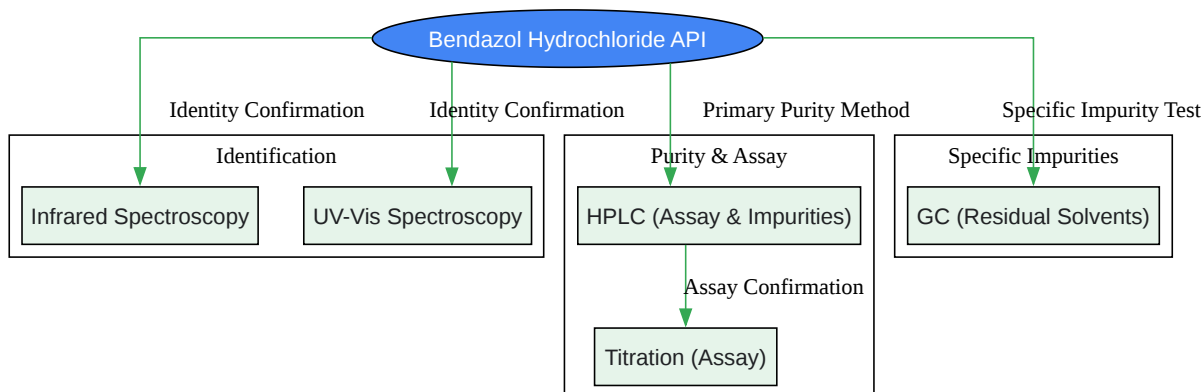 Bendazol Hydrochloride API
Identity Confirmation
Identity Confirmation
Primary Purity Method
Specific Impurity Test
Identification
Purity & Assay
Specific Impurities
Infrared Spectroscopy
UV-Vis Spectroscopy
HPLC (Assay & Impurities)
GC (Residual Solvents)
Assay Confirmation
Titration (Assay)